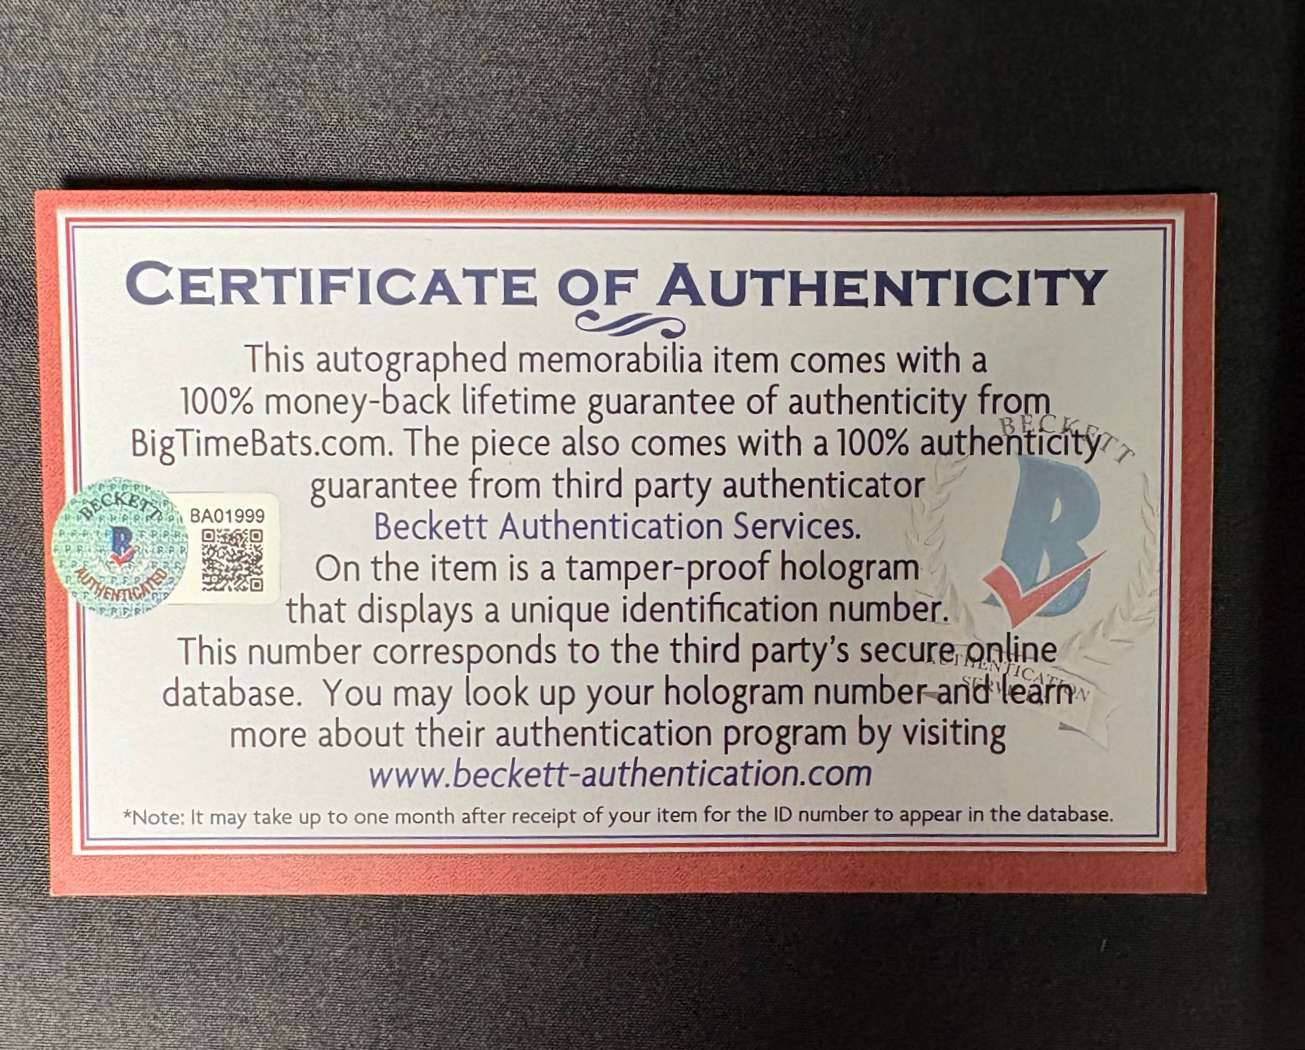 CERTIFICATE OF AUTHENTICITY
This autographed memorabilia item comes with a
100% money-back lifetime guarantee of authenticity from
BigTimeBats.com. The piece also comes with a 100% authenticity
guarantee from third party authenticator
Beckett Authentication Services.
On the item is a tamper-proof hologram
that displays a unique identification number.
This number corresponds to the third party's secure online
database. You may look up your hologram number and learn
more about their authentication program by visiting
www.beckett-authentication.com
*Note: It may take up to one month after receipt of your item for the ID number to appear in the database.
BECKETT
B
AUTHENTICATED
BA01999
BECKETT
B
AUTHENTICATION